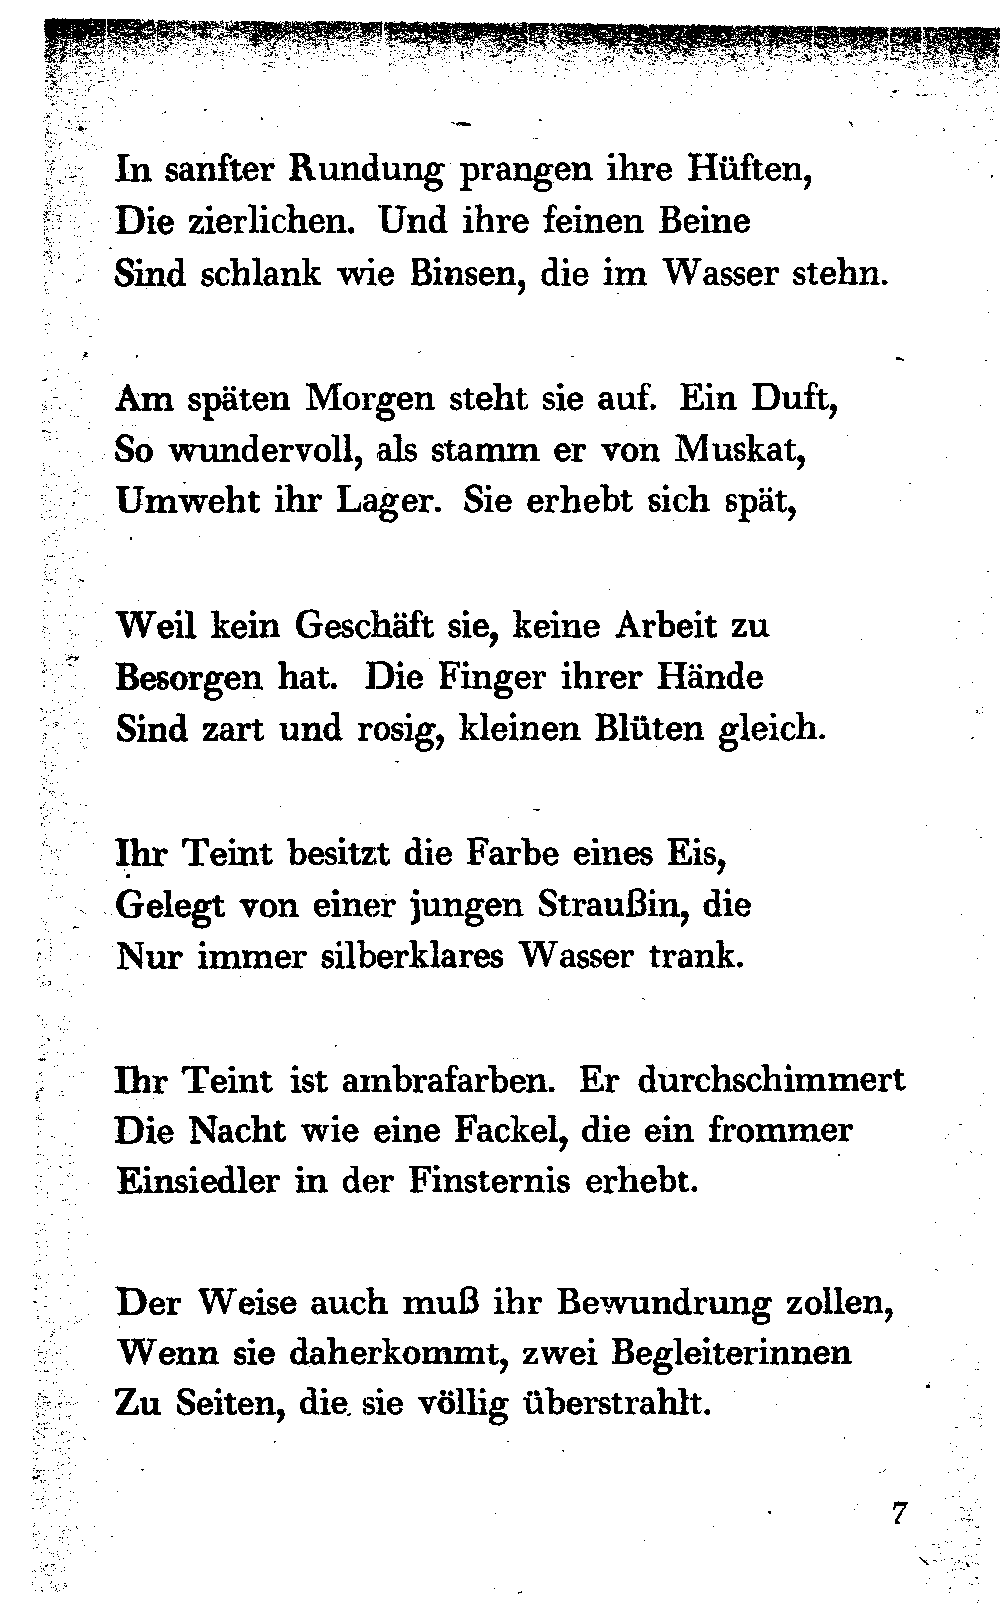 In sanfter Rundung prangen ihre Hüften,
Die zierlichen. Und ihre feinen Beine
Sind schlank wie Binsen, die im Wasser stehn.
Am späten Morgen steht sie auf. Ein Duft,
So wundervoll, als stamm er von Muskat,
Umweht ihr Lager. Sie erhebt sich spät,
Weil kein Geschäft sie, keine Arbeit zu
Besorgen hat. Die Finger ihrer Hände
Sind zart und rosig, kleinen Blüten gleich.
Ihr Teint besitzt die Farbe eines Eis,
Gelegt von einer jungen Straußin, die
Nur immer silberklares Wasser trank.
Ihr Teint ist ambrafarben. Er durchschimmert
Die Nacht wie eine Fackel, die ein frommer
Einsiedler in der Finsternis erhebt.
Der Weise auch muß ihr Bewundrung zollen,
Wenn sie daherkommt, zwei Begleiterinnen
Zu Seiten, die sie völlig überstrahlt.
7